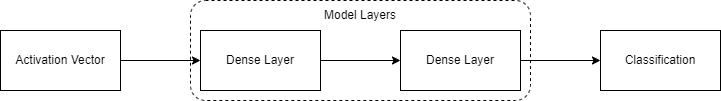 Model Layers
Activation Vector
Dense Layer
Dense Layer
Classification